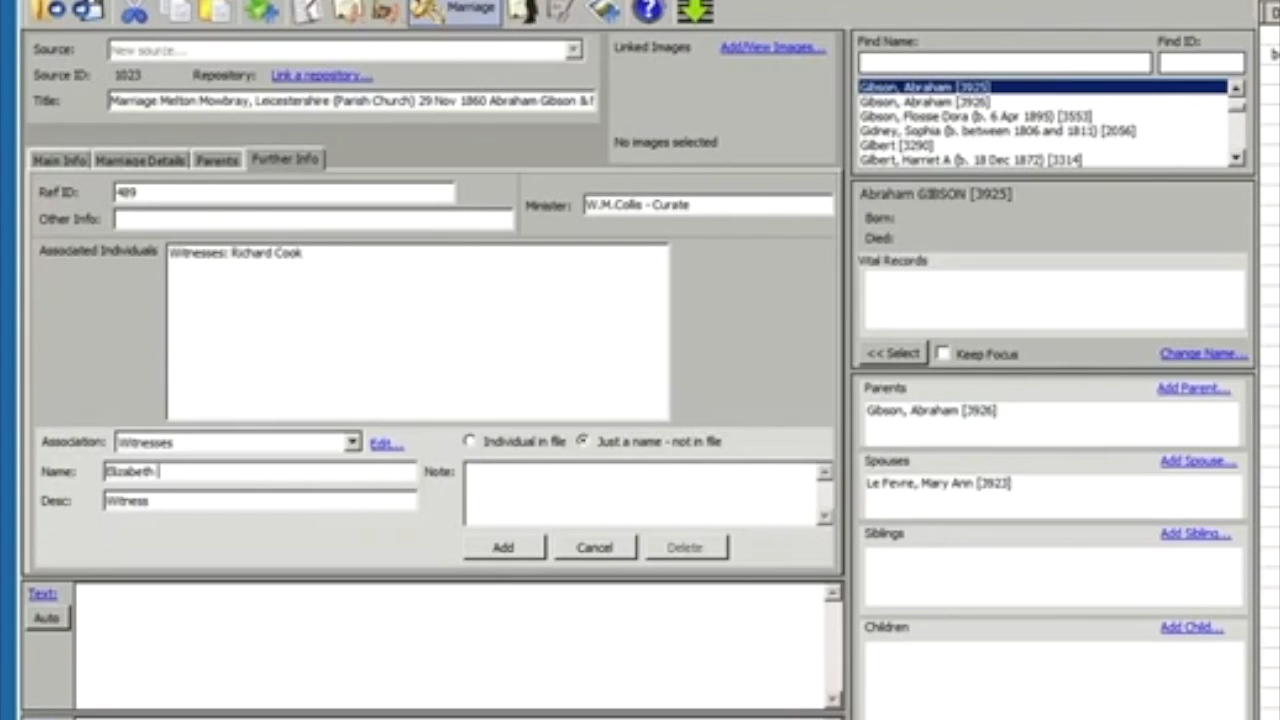 Marriage
Source: New source...
Source ID: 1023 Repository: Link a repository...
Title: Marriage Melton Mowbray, Leicestershire (Parish Church) 29 Nov 1860 Abraham Gibson &
Linked Images Add/View Images...
No images selected
Main Info Marriage Details Parents Further Info
Ref ID: 489
Other Info:
Minister: W.M.Collis - Curate
Associated Individuals Witnesses: Richard Cook
Association: Witnesses Edit... Individual in file Just a name - not in file
Name: Elizabeth Note:
Desc: Witness
Add Cancel Delete
Text:
Auto
Find Name: Find ID:
Gibson, Abraham [3925]
Gibson, Abraham [3926]
Gibson, Flosse Dora (b. 6 Apr 1895) [3553]
Gidney, Sophia (b. between 1806 and 1811) [2056]
Gilbert [3290]
Gilbert, Harriet A (b. 18 Dec 1872) [3314]
Abraham GIBSON [3925]
Born:
Died:
Vital Records
<< Select Keep Focus Change Name...
Parents Add Parent...
Gibson, Abraham [3926]
Spouses Add Spouse...
Le Fevre, Mary Ann [3923]
Siblings Add Sibling...
Children Add Child...